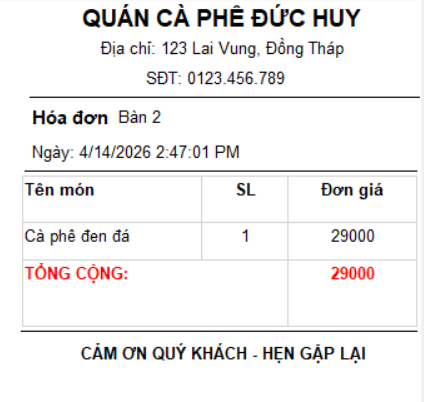 QUÁN CÀ PHÊ ĐỨC HUY
Địa chỉ: 123 Lai Vung, Đồng Tháp
SĐT: 0123.456.789
Hóa đơn Bàn 2
Ngày: 4/14/2026 2:47:01 PM
Tên món SL Đơn giá
Cà phê đen đá 1 29000
TỔNG CỘNG: 29000
CẢM ƠN QUÝ KHÁCH - HẸN GẶP LẠI